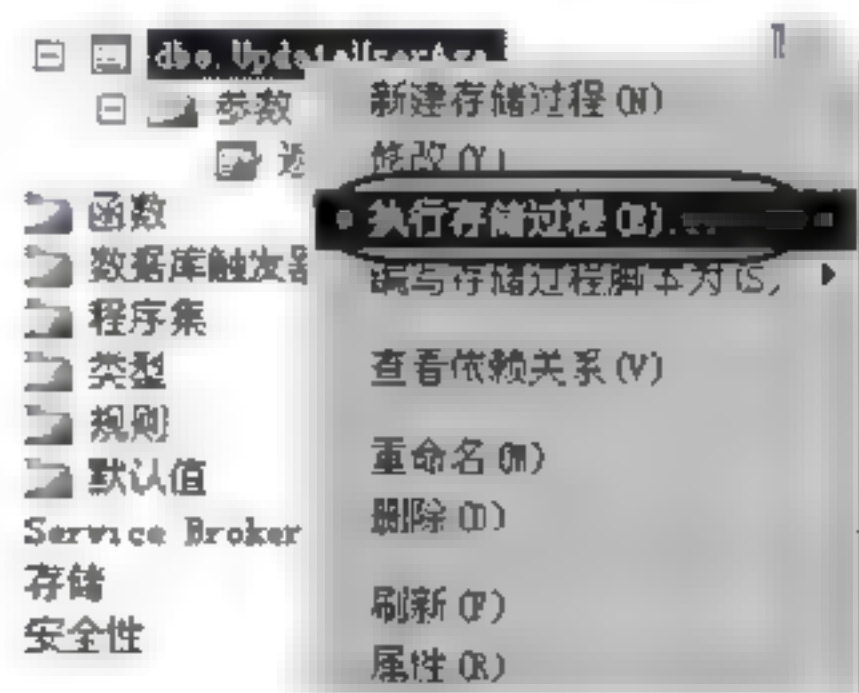 dbo.UpdateUserAge
参数
新建存储过程(N)
修改(Y)
函数
执行存储过程(E)...
数据库触发器
编写存储过程脚本为(S)
程序集
类型
查看依赖关系(V)
规则
重命名(M)
默认值
删除(D)
Service Broker
存储
刷新(F)
安全性
属性(R)